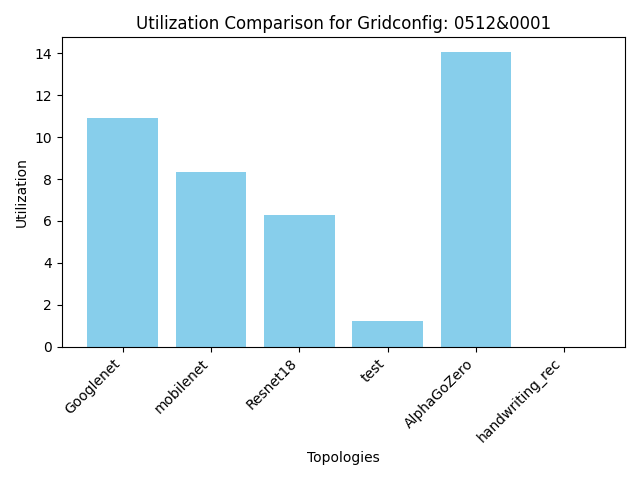 Utilization Comparison for Gridconfig: 0512&0001
14
12
10
8
6
4
2
0
Utilization
Googlenet
mobilenet
Resnet18
test
AlphaGoZero
handwriting_rec
Topologies